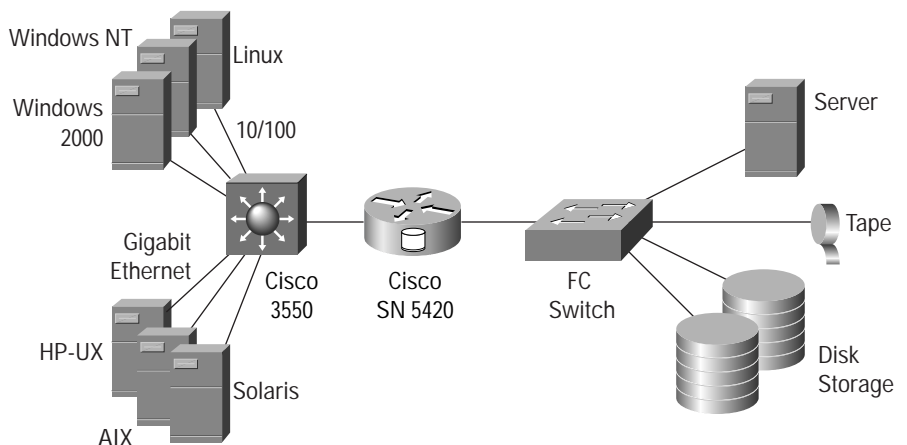 Windows NT
Linux
Windows
2000
10/100
Server
Gigabit
Ethernet
Cisco
3550
Cisco
SN 5420
FC
Switch
Tape
HP-UX
Solaris
AIX
Disk
Storage